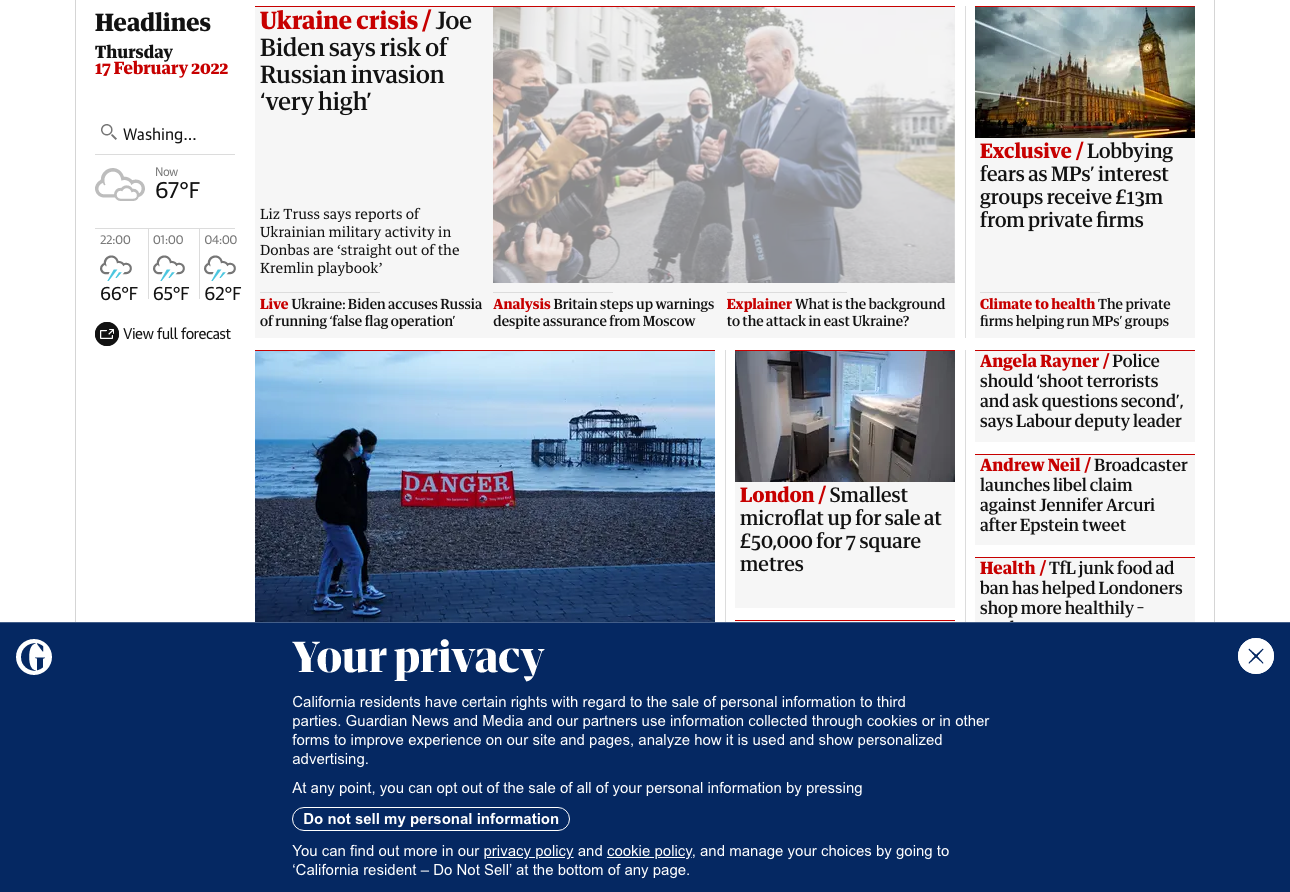 Headlines
Thursday
17 February 2022
Washing...
Now
67°F
22:00
01:00
04:00
66°F
65°F
62°F
View full forecast
Ukraine crisis / Joe
Biden says risk of
Russian invasion
‘very high’
Liz Truss says reports of
Ukrainian military activity in
Donbas are ‘straight out of the
Kremlin playbook’
Live Ukraine: Biden accuses Russia
of running ‘false flag operation’
Analysis Britain steps up warnings
despite assurance from Moscow
Explainer What is the background
to the attack in east Ukraine?
Exclusive / Lobbying
fears as MPs’ interest
groups receive £13m
from private firms
Climate to health The private
firms helping run MPs’ groups
DANGER
London / Smallest
microflat up for sale at
£50,000 for 7 square
metres
Angela Rayner / Police
should ‘shoot terrorists
and ask questions second’,
says Labour deputy leader
Andrew Neil / Broadcaster
launches libel claim
against Jennifer Arcuri
after Epstein tweet
Health / TfL junk food ad
ban has helped Londoners
shop more healthily –
G
Your privacy
California residents have certain rights with regard to the sale of personal information to third
parties. Guardian News and Media and our partners use information collected through cookies or in other
forms to improve experience on our site and pages, analyze how it is used and show personalized
advertising.
At any point, you can opt out of the sale of all of your personal information by pressing
Do not sell my personal information
You can find out more in our privacy policy and cookie policy, and manage your choices by going to
‘California resident – Do Not Sell’ at the bottom of any page.